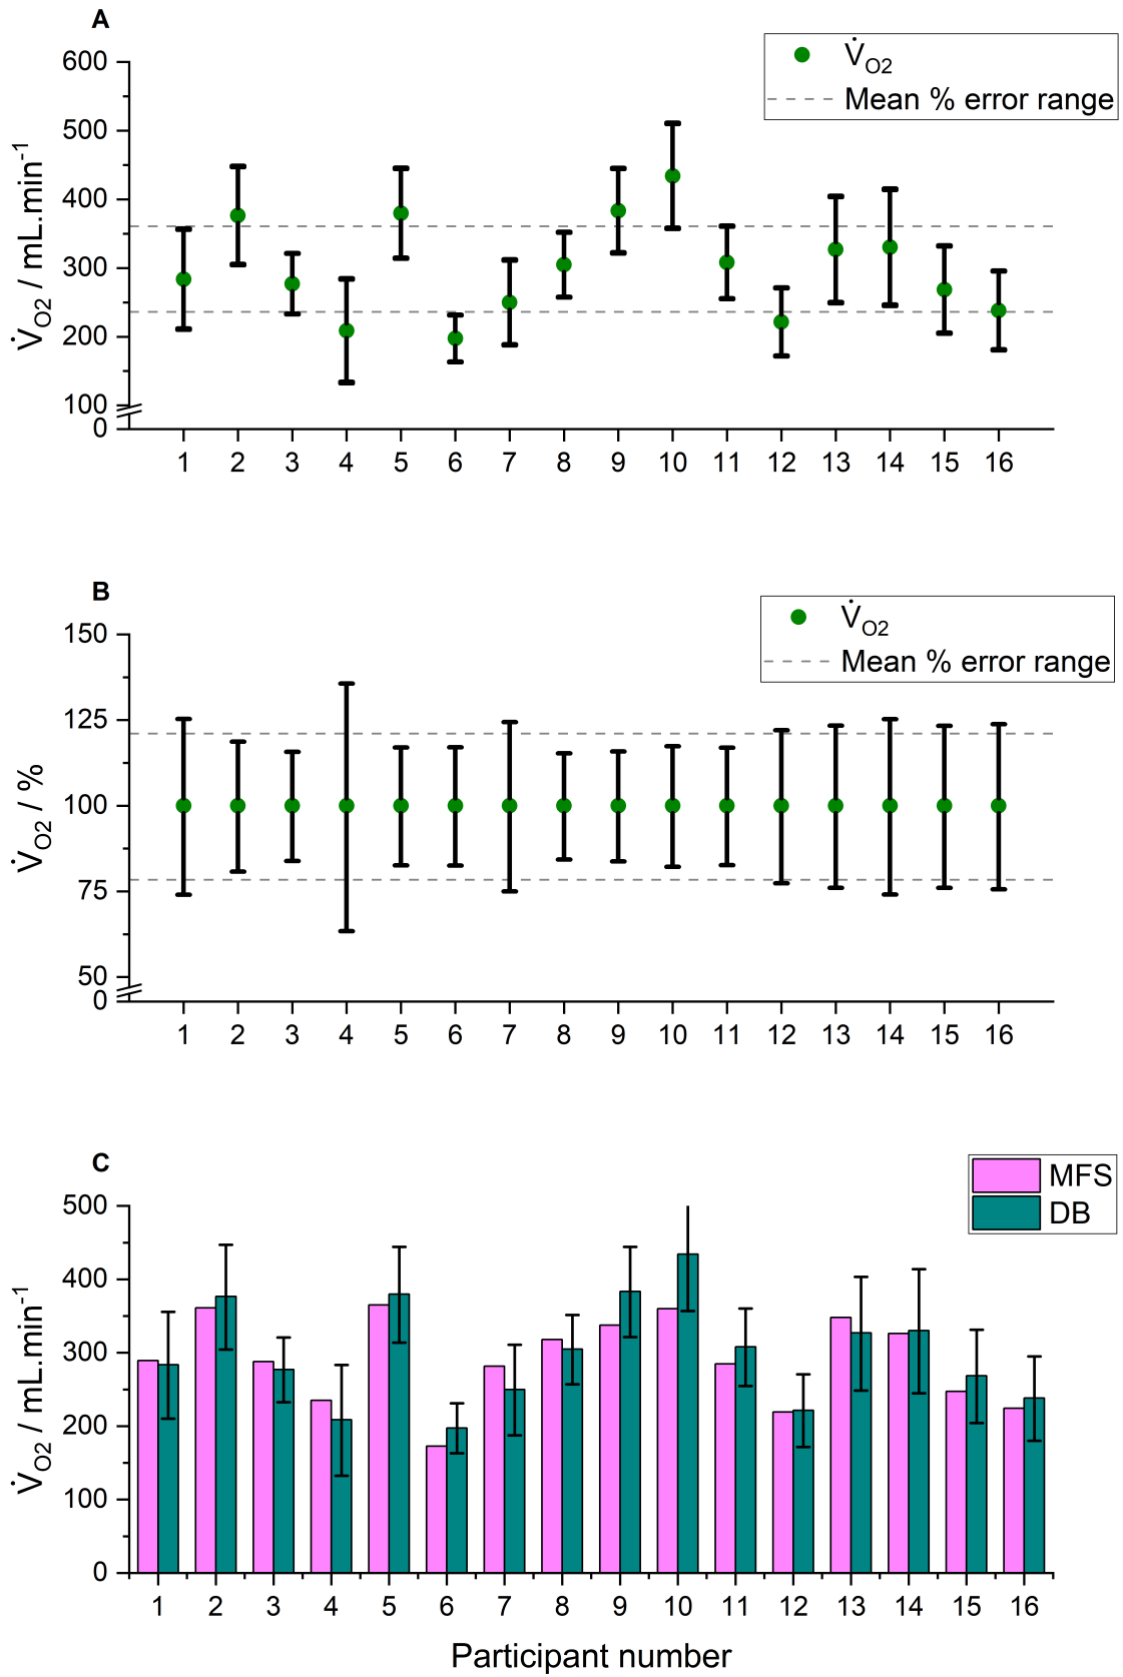 A
V̇O2
Mean % error range
600
500
400
300
200
100
0
V̇O2 / mL.min-1
1 2 3 4 5 6 7 8 9 10 11 12 13 14 15 16
B
V̇O2
Mean % error range
150
125
100
75
50
0
V̇O2 / %
1 2 3 4 5 6 7 8 9 10 11 12 13 14 15 16
C
MFS
DB
500
400
300
200
100
0
V̇O2 / mL.min-1
1 2 3 4 5 6 7 8 9 10 11 12 13 14 15 16
Participant number